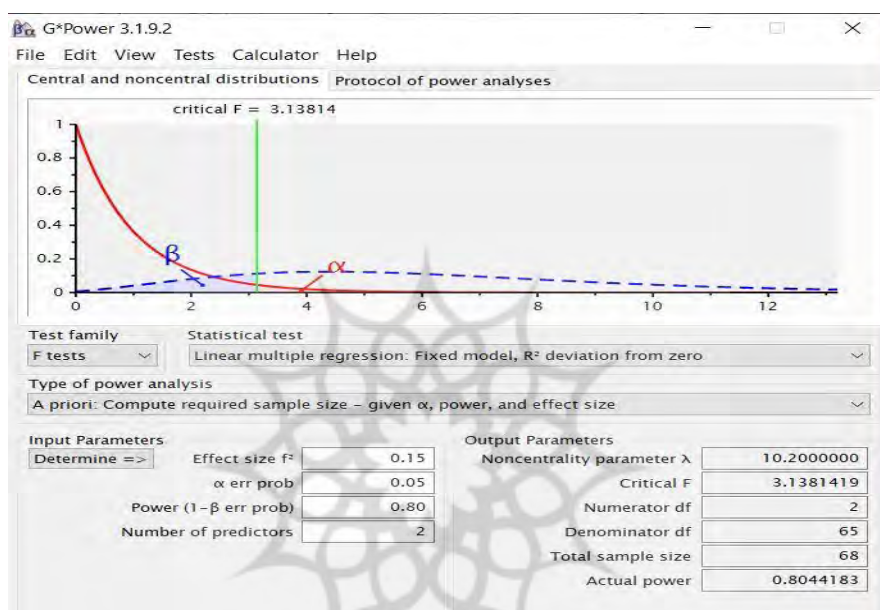 G*Power 3.1.9.2
File Edit View Tests Calculator Help
Central and noncentral distributions Protocol of power analyses
critical F = 3.13814
1
0.8
0.6
0.4
0.2
0
β
α
0 2 4 6 8 10 12
Test family Statistical test
F tests Linear multiple regression: Fixed model, R² deviation from zero
Type of power analysis
A priori: Compute required sample size – given α, power, and effect size
Input Parameters
Determine => Effect size f² 0.15
α err prob 0.05
Power (1-β err prob) 0.80
Number of predictors 2
Output Parameters
Noncentrality parameter λ 10.2000000
Critical F 3.1381419
Numerator df 2
Denominator df 65
Total sample size 68
Actual power 0.8044183